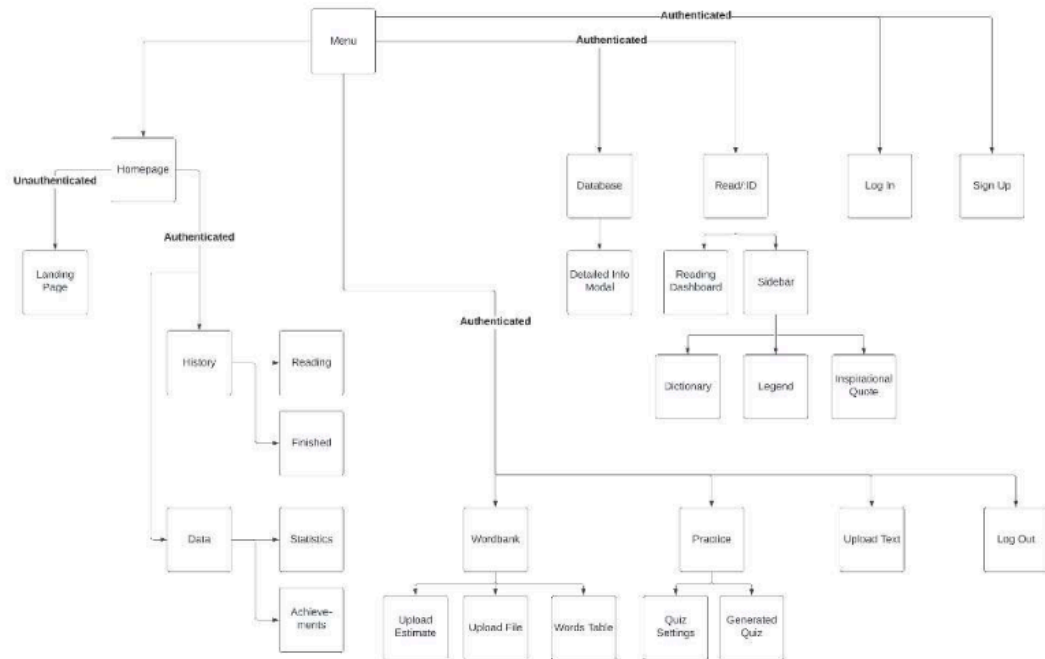 Authenticated
Menu
Authenticated
Homepage
Unauthenticated
Database
Read/:ID
Log In
Sign Up
Authenticated
Landing
Page
Detailed Info
Modal
Reading
Dashboard
Sidebar
Authenticated
History
Reading
Dictionary
Legend
Inspirational
Quote
Finished
Data
Statistics
Wordbank
Practice
Upload Text
Log Out
Achieve-
ments
Upload
Estimate
Upload File
Words Table
Quiz
Settings
Generated
Quiz